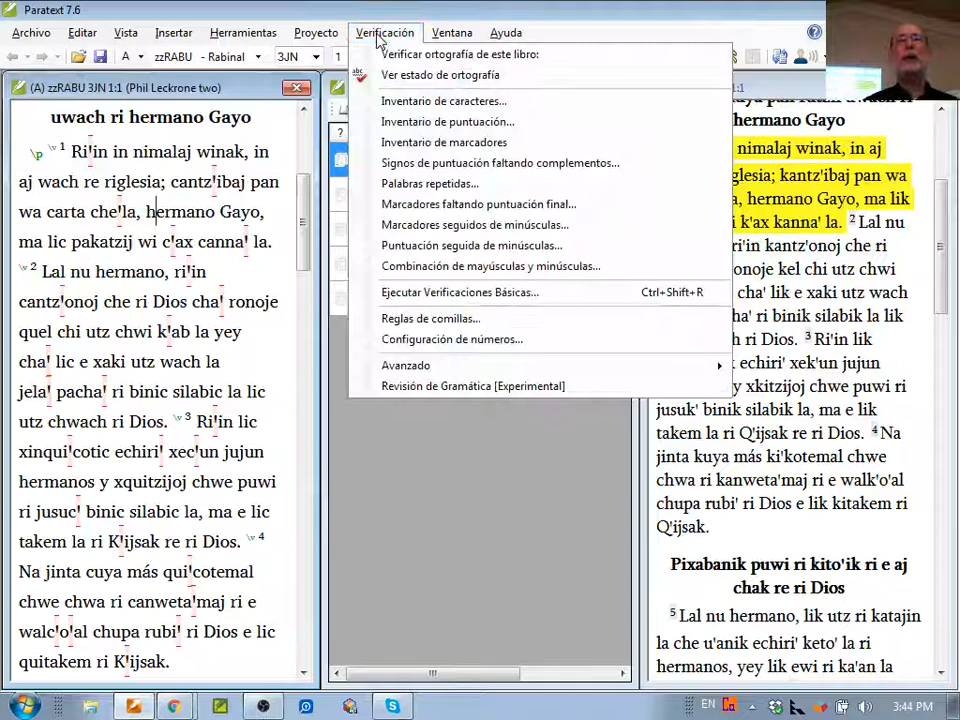 Paratext 7.6
Archivo Editar Vista Insertar Herramientas Proyecto Verificación Ventana Ayuda
zzRABU - Rabinal 3JN 1
(A) zzRABU 3JN 1:1 (Phil Leckrone two)
uwach ri hermano Gayo
\p \v 1 Ri'in in nimalaj winak, in
aj wach re riglesia; cantz'ibaj pan
wa carta che'la, hermano Gayo,
ma lic pakatzij wi c'ax canna' la.
\v 2 Lal nu hermano, ri'in
cantz'onoj che ri Dios cha' ronoje
quel chi utz chwi k'ab la yey
cha' lic e xaki utz wach la
jela' pacha' ri binic silabic la lic
utz chwach ri Dios. \v 3 Ri'in lic
xinqui'cotic echiri' xec'un jujun
hermanos y xquitzijoj chwe puwi
ri jusuc' binic silabic la, ma e lic
takem la ri K'ijsak re ri Dios. \v 4
Na jinta cuya más qui'cotemal
chwe chwa ri canweta'maj ri e
walc'o'al chupa rubi' ri Dios e lic
quitakem ri K'ijsak.
Verificar ortografía de este libro:
Ver estado de ortografía
Inventario de caracteres...
Inventario de puntuación...
Inventario de marcadores
Signos de puntuación faltando complementos...
Palabras repetidas...
Marcadores faltando puntuación final...
Marcadores seguidos de minúsculas...
Puntuación seguida de minúsculas...
Combinación de mayúsculas y minúsculas...
Ejecutar Verificaciones Básicas... Ctrl+Shift+R
Reglas de comillas...
Configuración de números...
Avanzado
Revisión de Gramática [Experimental]
hermano Gayo
nimalaj winak, in aj
glesia; kantz'ibaj pan wa
la, hermano Gayo, ma lik
i k'ax kanna' la. 2 Lal nu
ri'in kantz'onoj che ri
ronoje kel chi utz chwi
ha' lik e xaki utz wach
ha' ri binik silabik la lik
ri Dios. 3 Ri'in lik
echiri' xek'un jujun
y xkitzijoj chwe puwi ri
jusuk' binik silabik la, ma e lik
takem la ri Q'ijsak re ri Dios. 4 Na
jinta kuya más ki'kotemal chwe
chwa ri kanweta'maj ri e walk'o'al
chupa rubi' ri Dios e lik kitakem ri
Q'ijsak.
Pixabanik puwi ri kito'ik ri e aj
chak re ri Dios
5 Lal nu hermano, lik utz ri katajin
la che u'anik echiri' keto' la ri
hermanos, yey lik ewi ri ka'an la
EN
3:44 PM